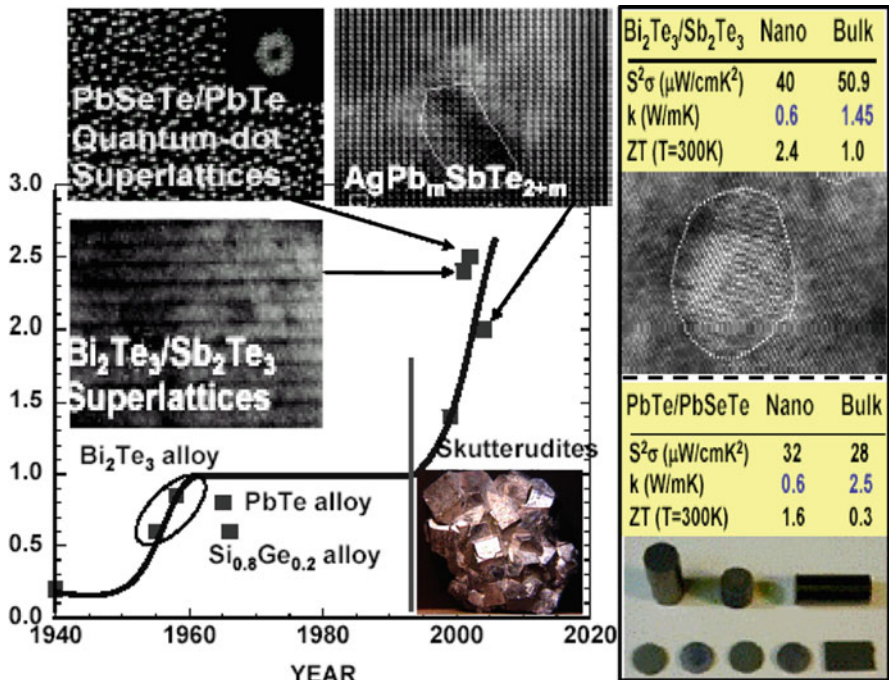 PbSeTe/PbTe
Quantum-dot
Superlattices
AgPbₘSbTe₂₊ₘ
3.0
2.5
2.0
1.5
1.0
0.5
0.0
Bi₂Te₃/Sb₂Te₃
Superlattices
Bi₂Te₃ alloy
PbTe alloy
Si₀.₈Ge₀.₂ alloy
Skutterudites
1940 1960 1980 2000 2020
YEAR
Bi₂Te₃/Sb₂Te₃ Nano Bulk
S²σ (μW/cmK²) 40 50.9
k (W/mK) 0.6 1.45
ZT (T=300K) 2.4 1.0
PbTe/PbSeTe Nano Bulk
S²σ (μW/cmK²) 32 28
k (W/mK) 0.6 2.5
ZT (T=300K) 1.6 0.3